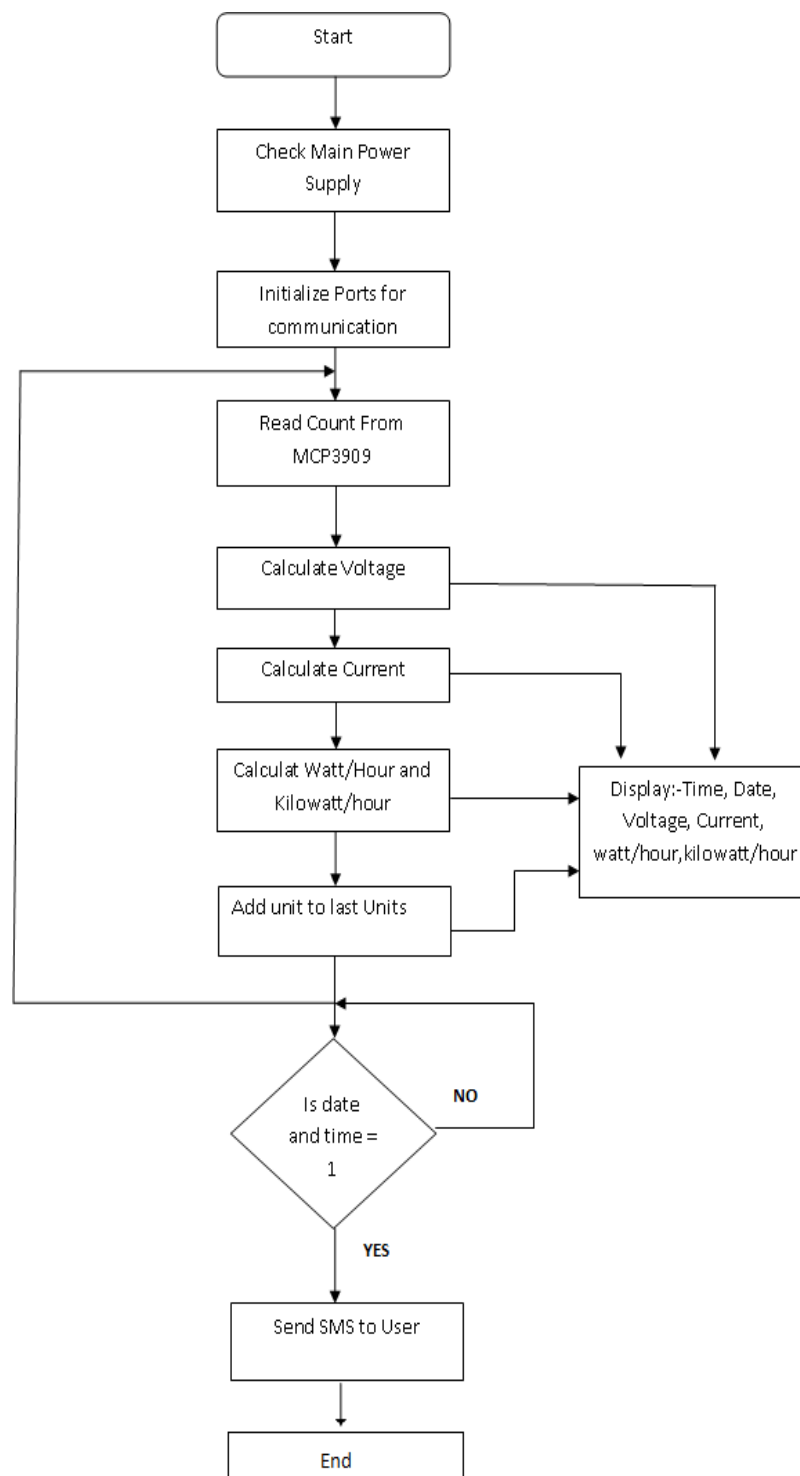 Start
Check Main Power
Supply
Initialize Ports for
communication
Read Count From
MCP3909
Calculate Voltage
Calculate Current
Calculat Watt/Hour and
Kilowatt/hour
Display:-Time, Date,
Voltage, Current,
watt/hour,kilowatt/hour
Add unit to last Units
Is date
and time =
1
NO
YES
Send SMS to User
End